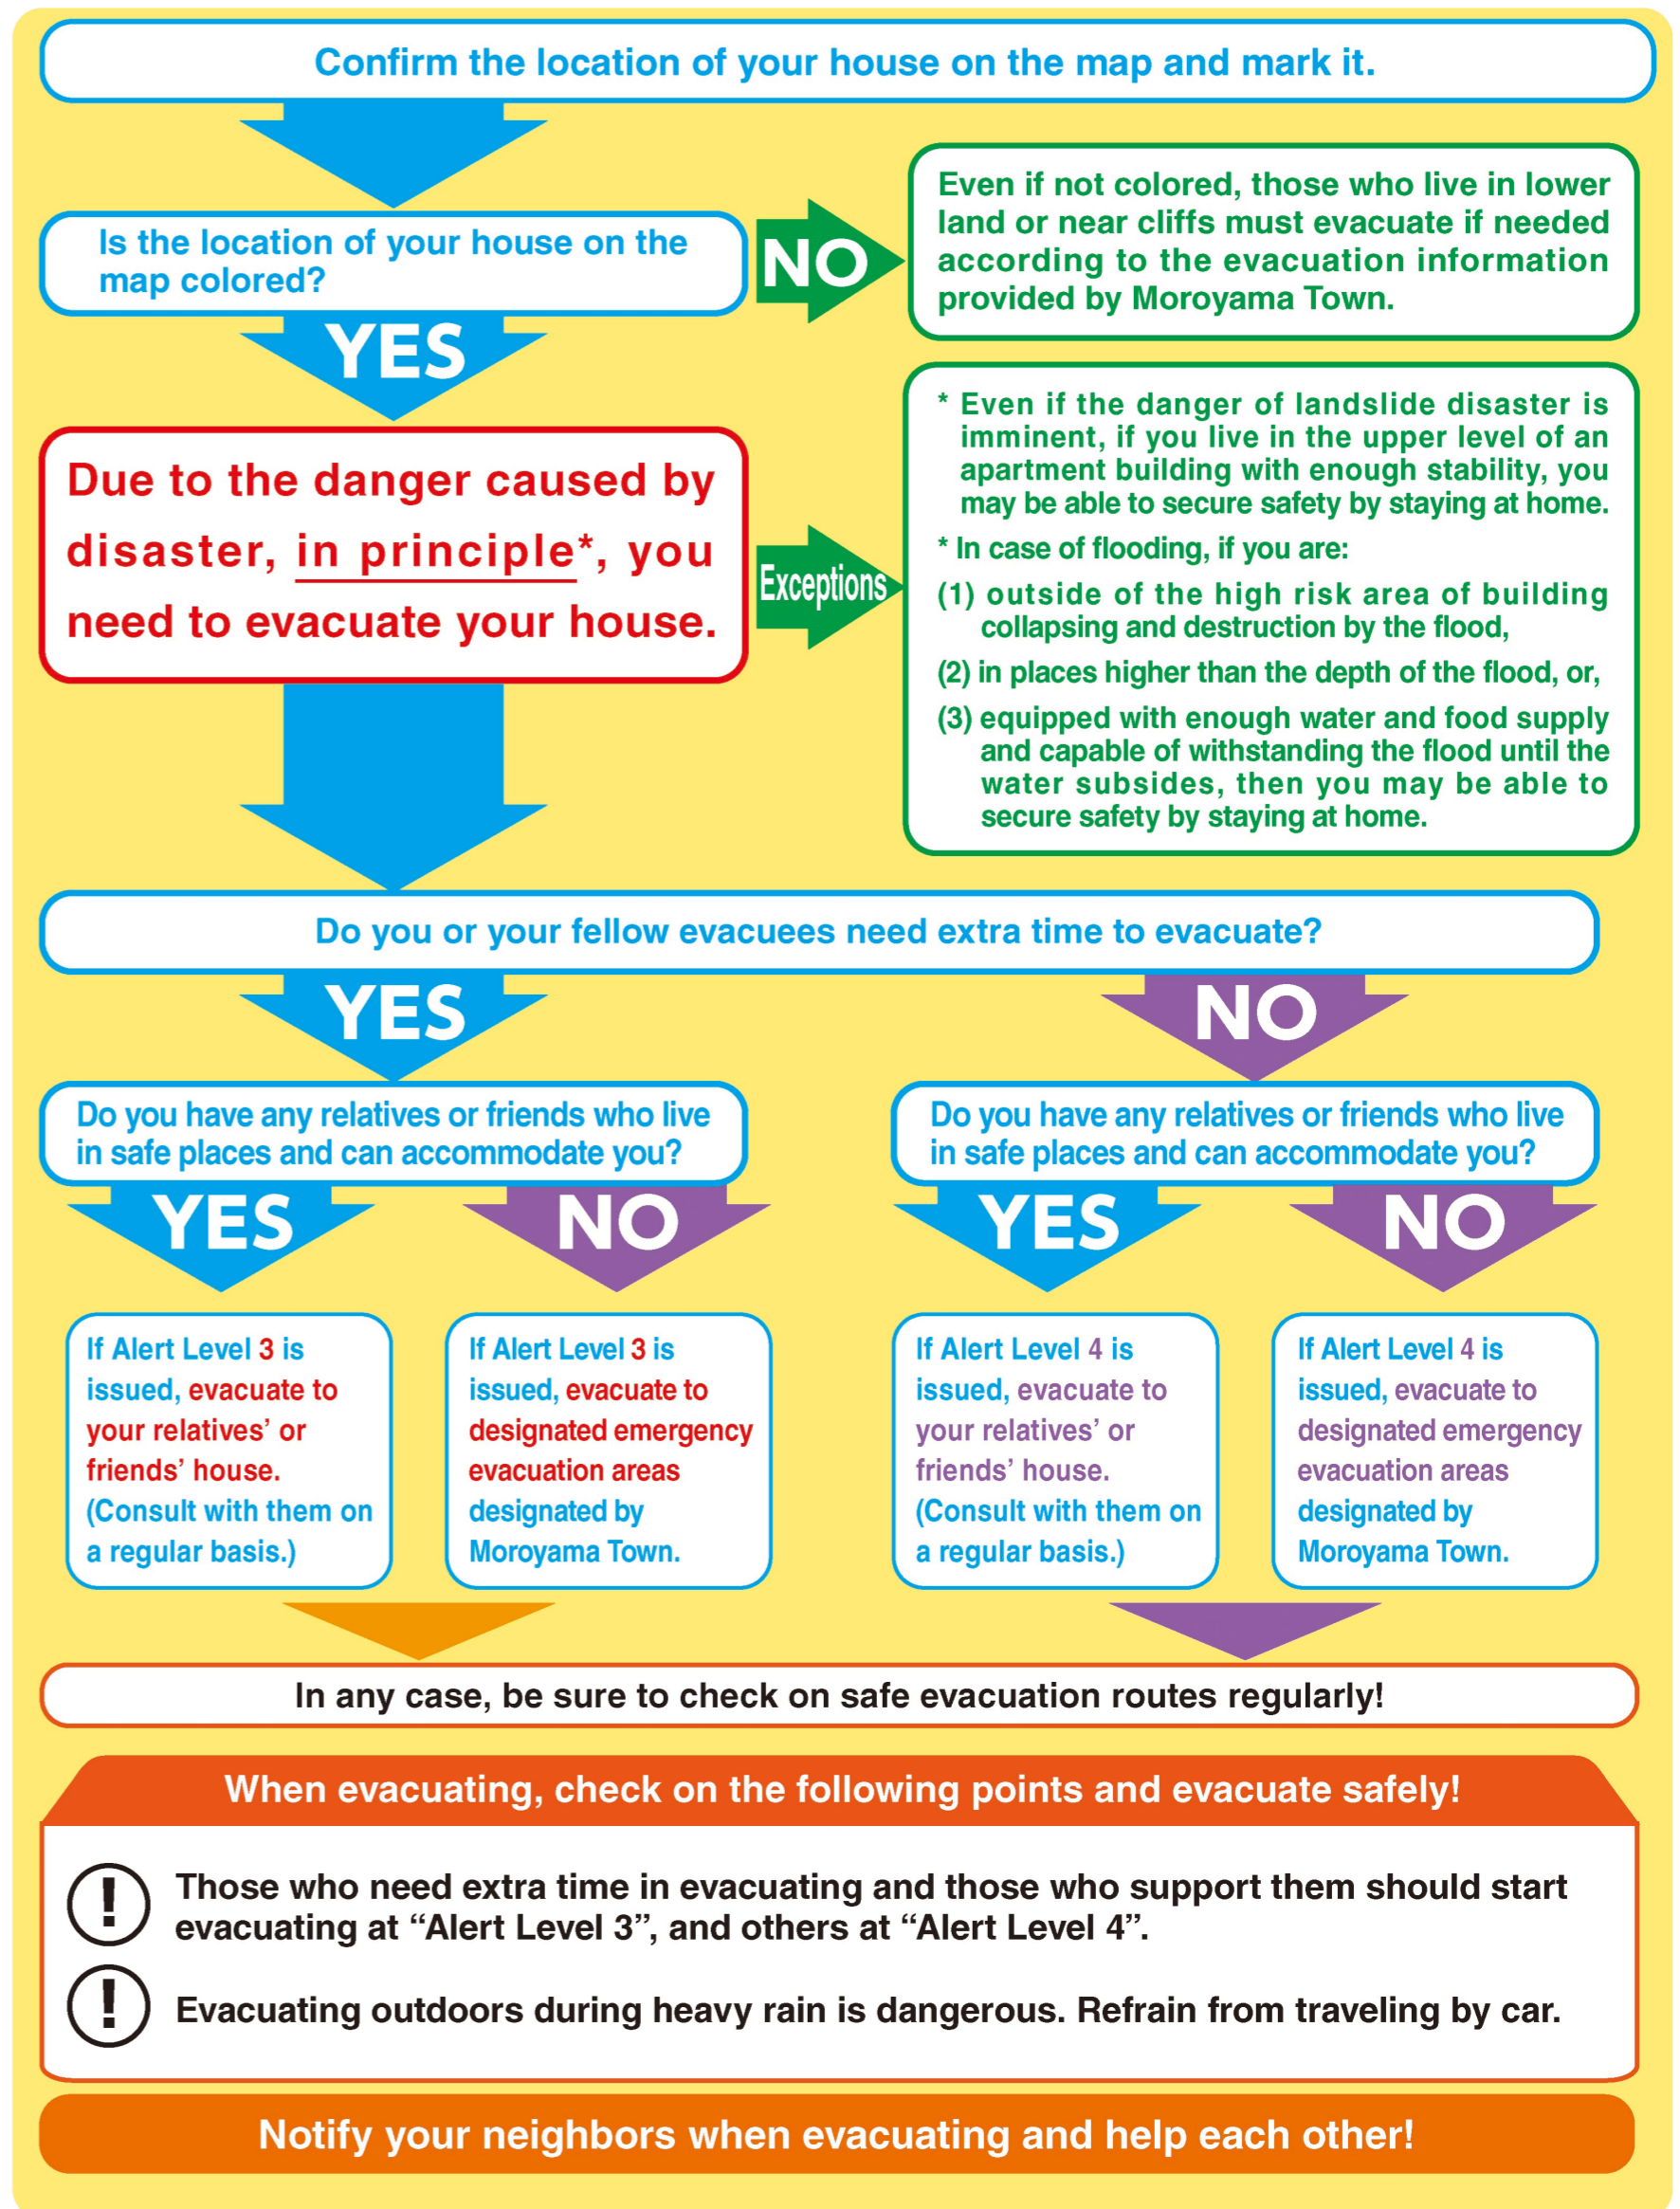 Confirm the location of your house on the map and mark it.
Is the location of your house on the
map colored?
NO
Even if not colored, those who live in lower
land or near cliffs must evacuate if needed
according to the evacuation information
provided by Moroyama Town.
YES
Due to the danger caused by
disaster, in principle*, you
need to evacuate your house.
Exceptions
* Even if the danger of landslide disaster is
imminent, if you live in the upper level of an
apartment building with enough stability, you
may be able to secure safety by staying at home.
* In case of flooding, if you are:
(1) outside of the high risk area of building
collapsing and destruction by the flood,
(2) in places higher than the depth of the flood, or,
(3) equipped with enough water and food supply
and capable of withstanding the flood until the
water subsides, then you may be able to
secure safety by staying at home.
Do you or your fellow evacuees need extra time to evacuate?
YES
NO
Do you have any relatives or friends who live
in safe places and can accommodate you?
Do you have any relatives or friends who live
in safe places and can accommodate you?
YES
NO
YES
NO
If Alert Level 3 is
issued, evacuate to
your relatives’ or
friends’ house.
(Consult with them on
a regular basis.)
If Alert Level 3 is
issued, evacuate to
designated emergency
evacuation areas
designated by
Moroyama Town.
If Alert Level 4 is
issued, evacuate to
your relatives’ or
friends’ house.
(Consult with them on
a regular basis.)
If Alert Level 4 is
issued, evacuate to
designated emergency
evacuation areas
designated by
Moroyama Town.
In any case, be sure to check on safe evacuation routes regularly!
When evacuating, check on the following points and evacuate safely!
! Those who need extra time in evacuating and those who support them should start
evacuating at “Alert Level 3”, and others at “Alert Level 4”.
! Evacuating outdoors during heavy rain is dangerous. Refrain from traveling by car.
Notify your neighbors when evacuating and help each other!